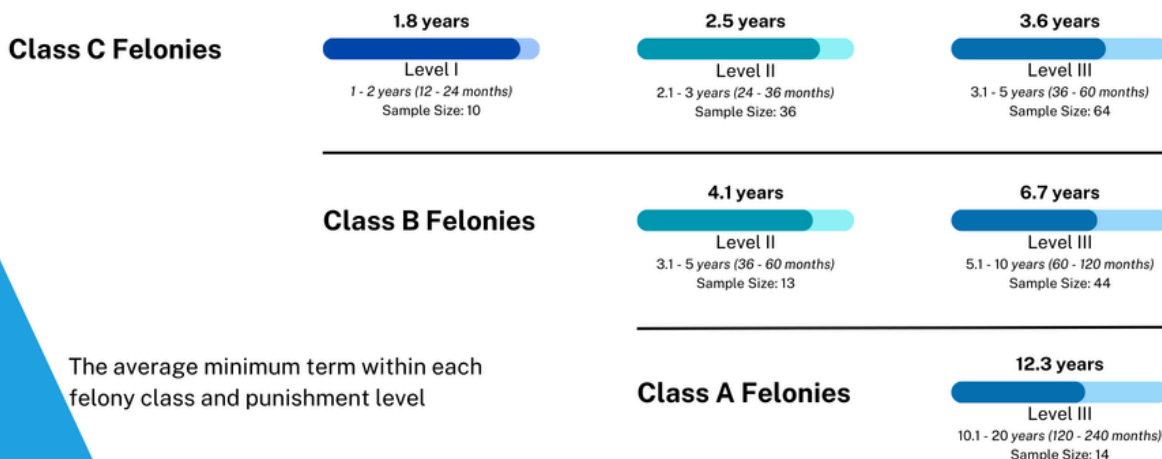 1.8 years
2.5 years
3.6 years
Class C Felonies
Level I
Level II
Level III
1 - 2 years (12 - 24 months)
2.1 - 3 years (24 - 36 months)
3.1 - 5 years (36 - 60 months)
Sample Size: 10
Sample Size: 36
Sample Size: 64
4.1 years
6.7 years
Class B Felonies
Level II
Level III
3.1 - 5 years (36 - 60 months)
5.1 - 10 years (60 - 120 months)
Sample Size: 13
Sample Size: 44
The average minimum term within each
felony class and punishment level
12.3 years
Class A Felonies
Level III
10.1 - 20 years (120 - 240 months)
Sample Size: 14